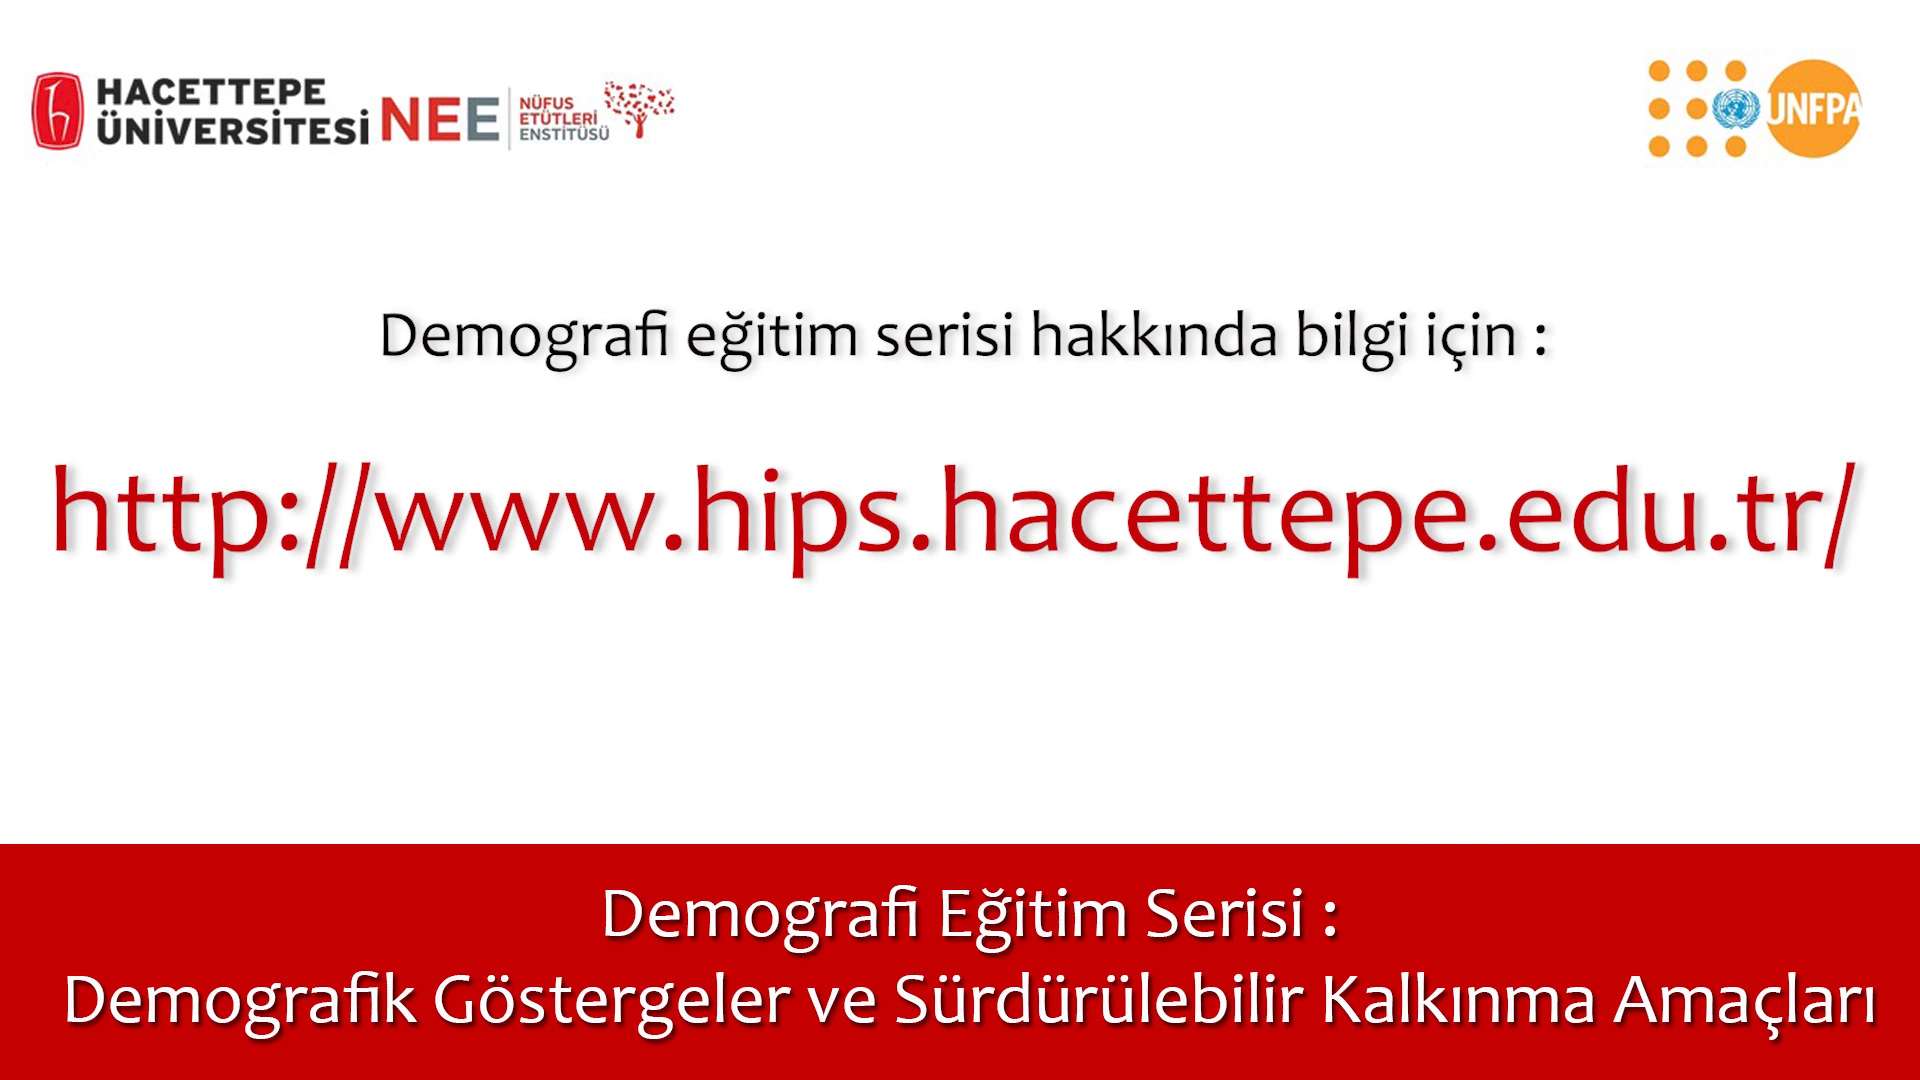 HACETTEPE
ÜNİVERSİTESİ
NEE
NÜFUS
ETÜTLERİ
ENSTİTÜSÜ
UNFPA
Demografi eğitim serisi hakkında bilgi için :
http://www.hips.hacettepe.edu.tr/
Demografi Eğitim Serisi :
Demografik Göstergeler ve Sürdürülebilir Kalkınma Amaçları